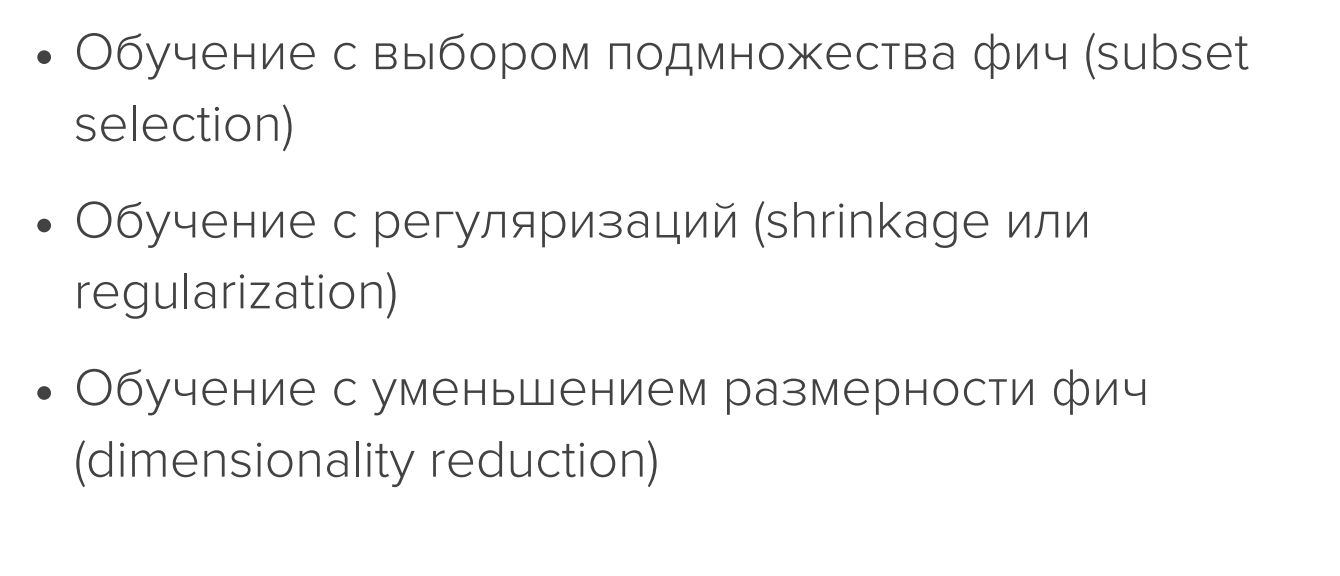 • Обучение с выбором подмножества фич (subset
selection)
• Обучение с регуляризаций (shrinkage или
regularization)
• Обучение с уменьшением размерности фич
(dimensionality reduction)